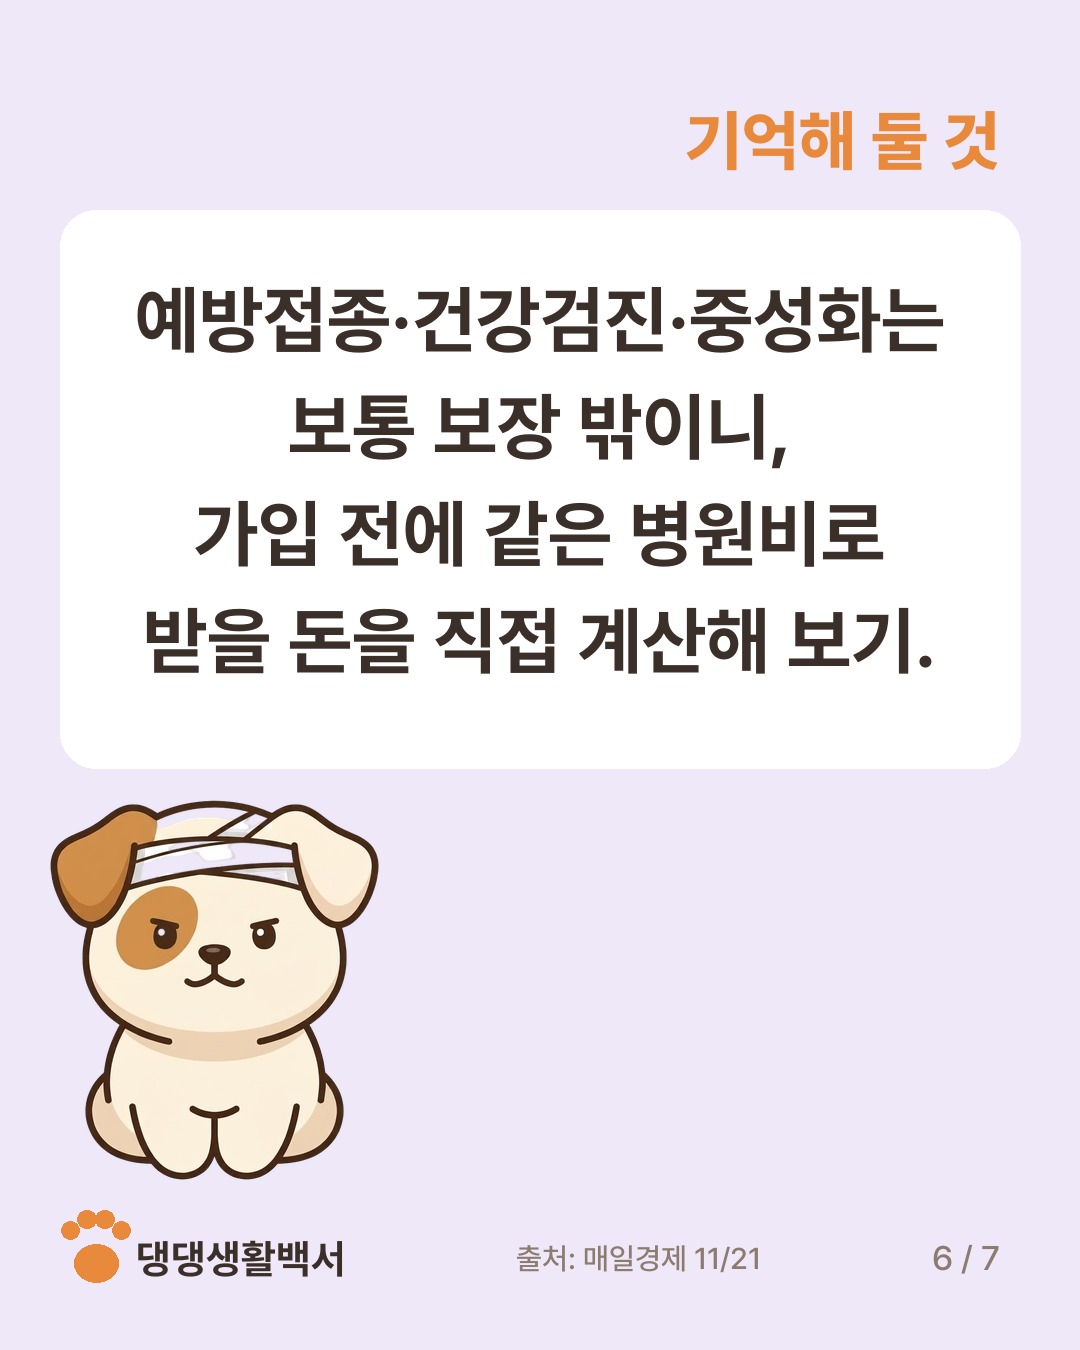 기억해 둘 것
예방접종·건강검진·중성화는
보통 보장 밖이니,
가입 전에 같은 병원비로
받을 돈을 직접 계산해 보기.
댕댕생활백서
출처: 매일경제 11/21
6 / 7